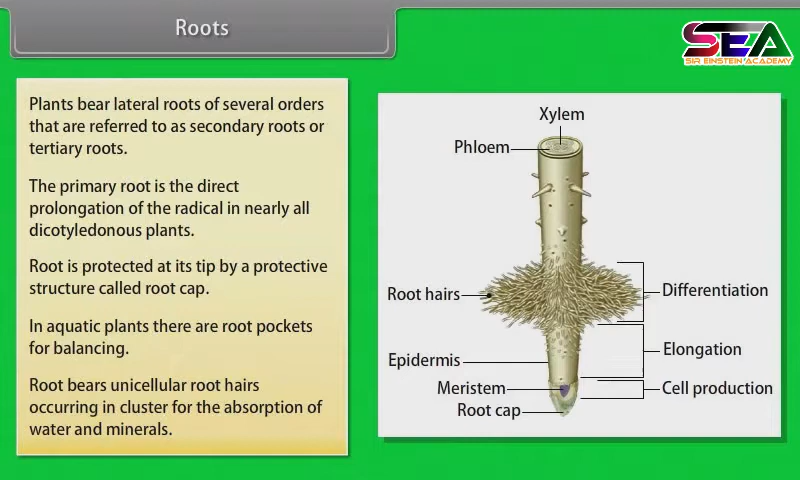 Roots
SEA
SIR EINSTEIN ACADEMY
Plants bear lateral roots of several orders
that are referred to as secondary roots or
tertiary roots.
The primary root is the direct
prolongation of the radical in nearly all
dicotyledonous plants.
Root is protected at its tip by a protective
structure called root cap.
In aquatic plants there are root pockets
for balancing.
Root bears unicellular root hairs
occurring in cluster for the absorption of
water and minerals.
Xylem
Phloem
Root hairs
Differentiation
Elongation
Epidermis
Meristem
Cell production
Root cap